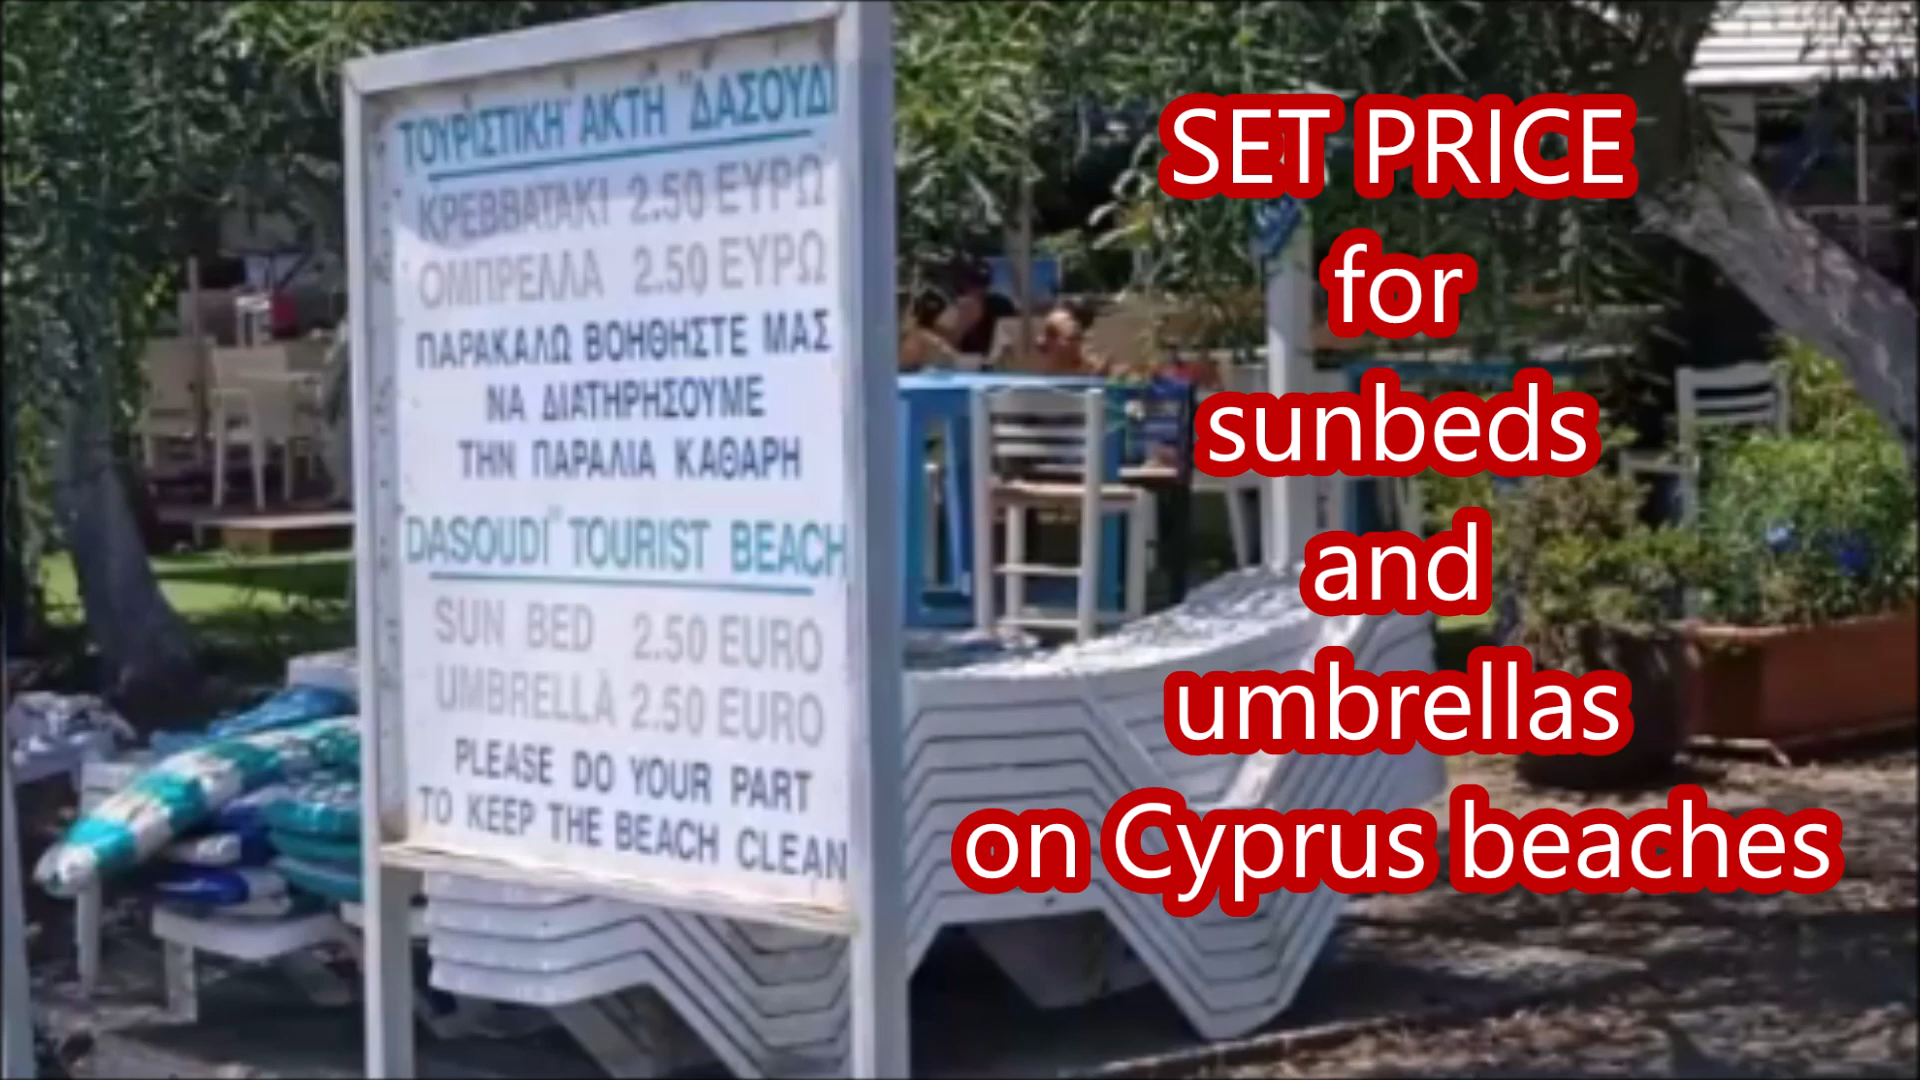 ΤΟΥΡΙΣΤΙΚΗ ΑΚΤΗ "ΔΑΣΟΥΔΙ
ΚΡΕΒΒΑΤΑΚΙ 2.50 ΕΥΡΩ
ΟΜΠΡΕΛΛΑ 2.50 ΕΥΡΩ
ΠΑΡΑΚΑΛΩ ΒΟΗΘΗΣΤΕ ΜΑΣ
ΝΑ ΔΙΑΤΗΡΗΣΟΥΜΕ
ΤΗΝ ΠΑΡΑΛΙΑ ΚΑΘΑΡΗ
DASOUDI" TOURIST BEACH
SUN BED 2.50 EURO
UMBRELLA 2.50 EURO
PLEASE DO YOUR PART
TO KEEP THE BEACH CLEAN
SET PRICE
for
sunbeds
and
umbrellas
on Cyprus beaches